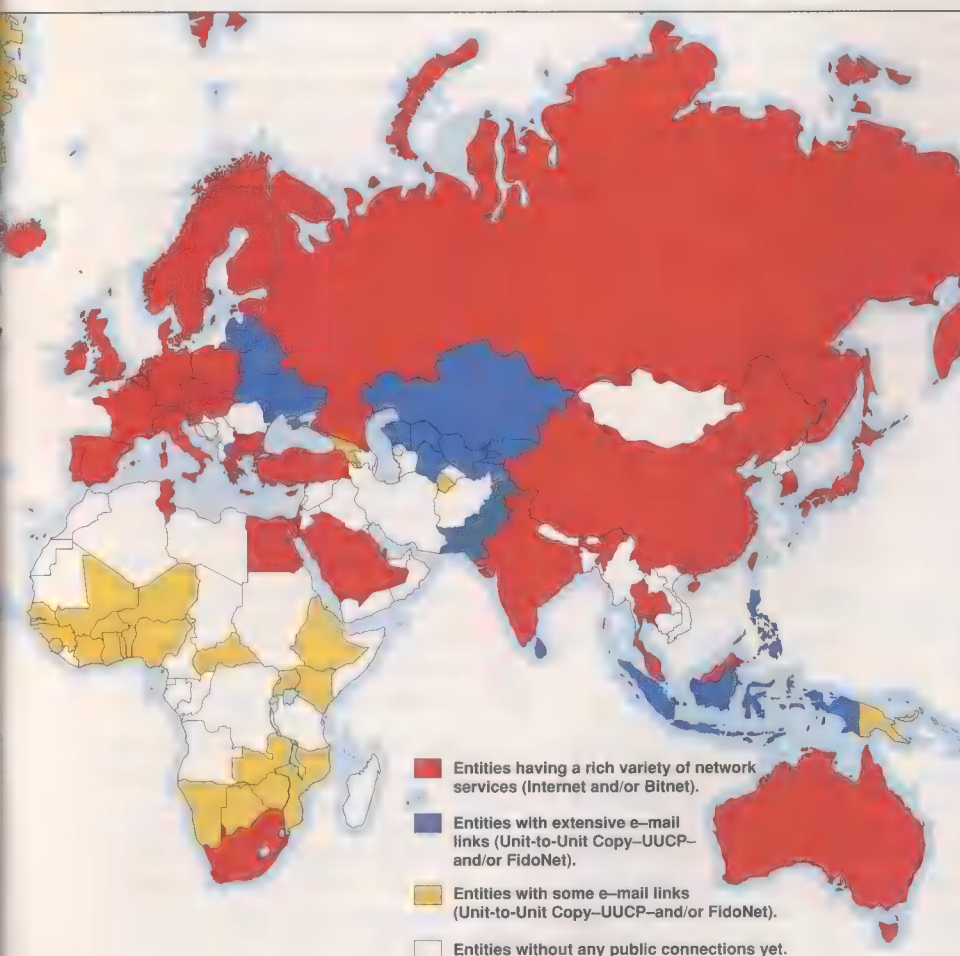 Entities having a rich variety of network
services (Internet and/or Bitnet).
Entities with extensive e–mail
links (Unit-to-Unit Copy–UUCP–
and/or FidoNet).
Entities with some e–mail links
(Unit-to-Unit Copy–UUCP–and/or FidoNet).
Entities without any public connections yet.